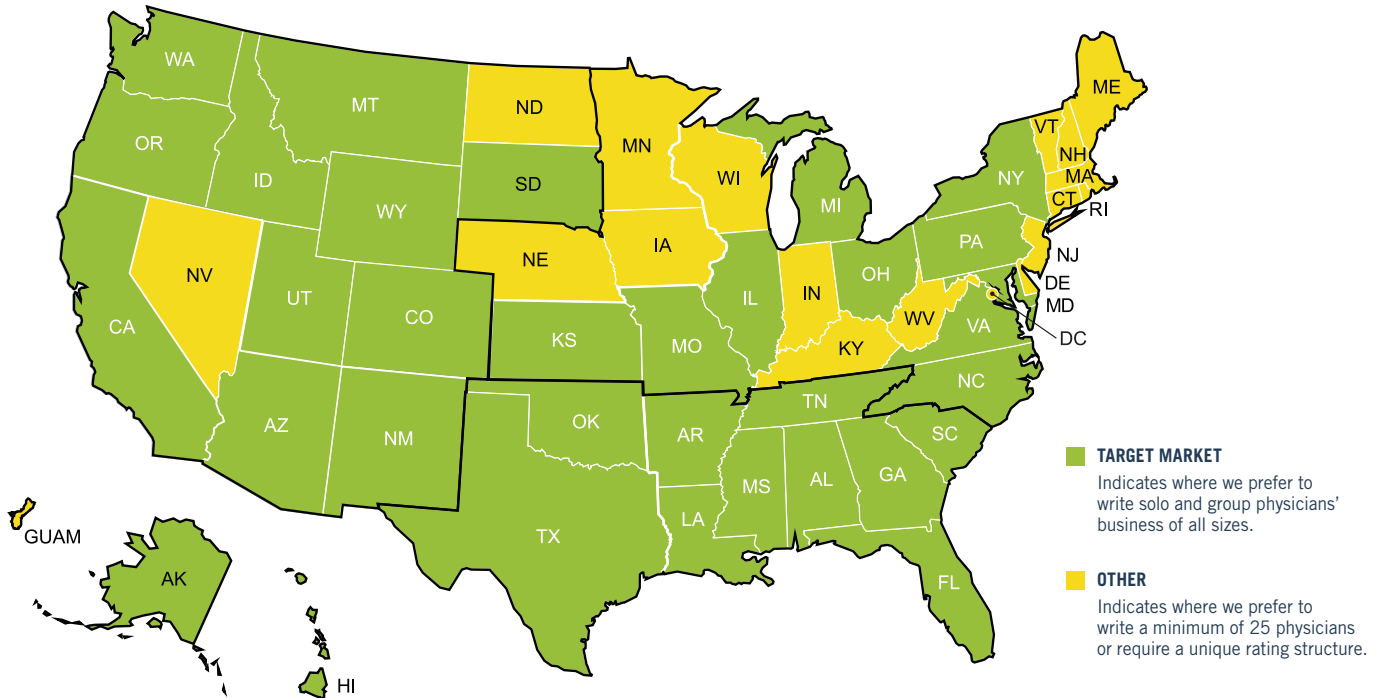 WA
MT
ND
MN
ME
VT
NH
MA
CT
RI
OR
ID
SD
WI
NY
WY
MI
PA
NJ
NV
UT
NE
IA
IL
IN
OH
DE
MD
WV
VA
DC
CA
CO
KS
MO
KY
NC
AZ
NM
OK
AR
TN
SC
TX
LA
MS
AL
GA
FL
GUAM
AK
HI
TARGET MARKET
Indicates where we prefer to
write solo and group physicians’
business of all sizes.
OTHER
Indicates where we prefer to
write a minimum of 25 physicians
or require a unique rating structure.